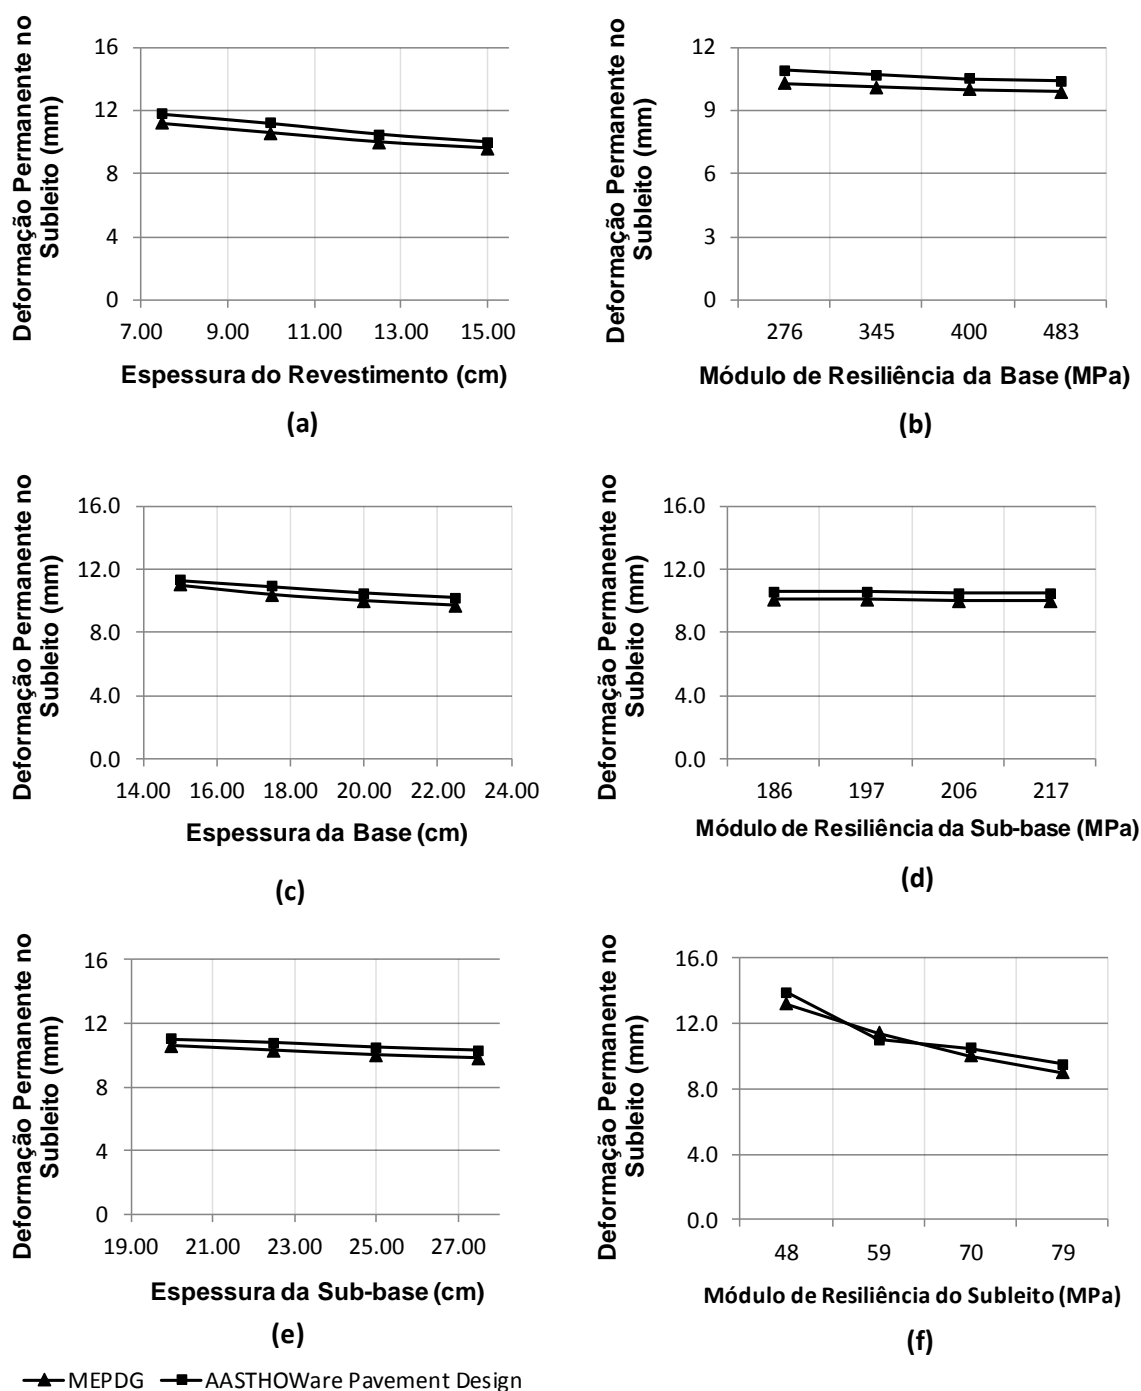 Deformação Permanente no
Subleito (mm)
16
12
8
4
0
7.00 9.00 11.00 13.00 15.00
Espessura do Revestimento (cm)
(a)
Deformação Permanente no
Subleito (mm)
12
9
6
3
0
276 345 400 483
Módulo de Resiliência da Base (MPa)
(b)
Deformação Permanente no
Subleito (mm)
16.0
12.0
8.0
4.0
0.0
14.00 16.00 18.00 20.00 22.00 24.00
Espessura da Base (cm)
(c)
Deformação Permanente no
Subleito (mm)
16.0
12.0
8.0
4.0
0.0
186 197 206 217
Módulo de Resiliência da Sub-base (MPa)
(d)
Deformação Permanente no
Subleito (mm)
16
12
8
4
0
19.00 21.00 23.00 25.00 27.00
Espessura da Sub-base (cm)
(e)
Deformação Permanente no
Subleito (mm)
16.0
12.0
8.0
4.0
0.0
48 59 70 79
Módulo de Resiliência do Subleito (MPa)
(f)
MEPDG AASTHOWare Pavement Design